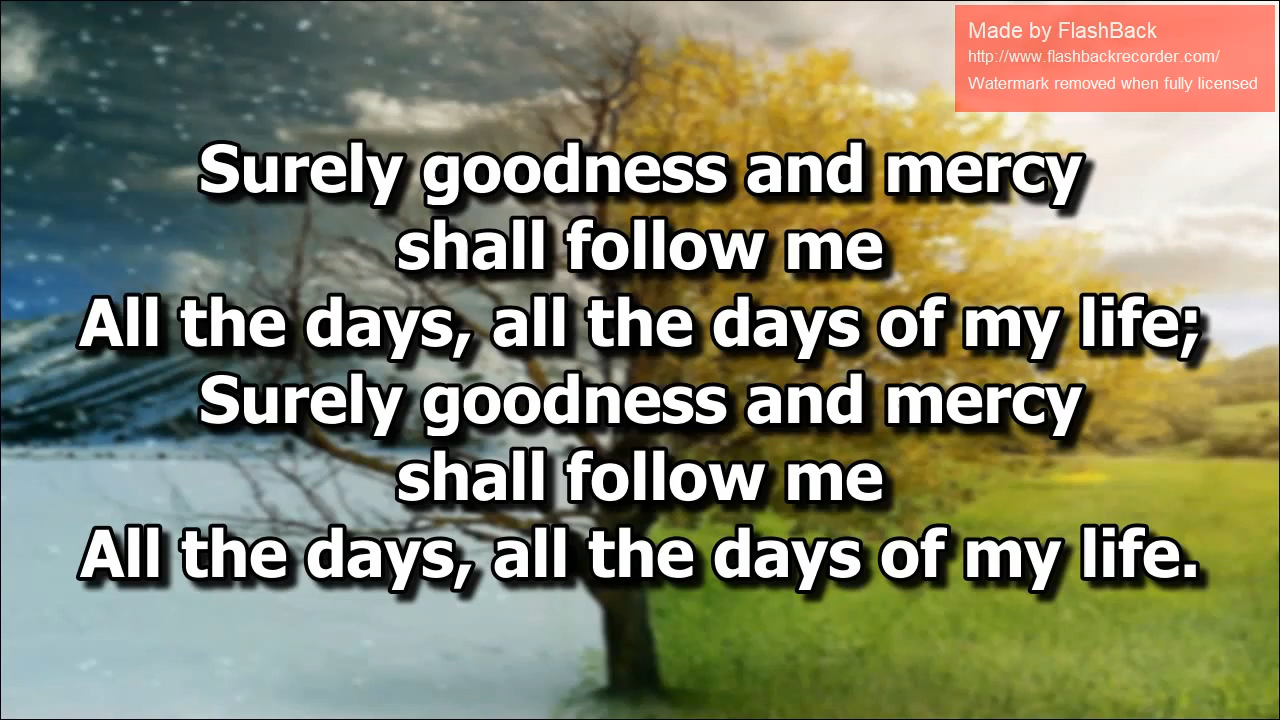 Made by FlashBack
http://www.flashbackrecorder.com/
Watermark removed when fully licensed
Surely goodness and mercy
shall follow me
All the days, all the days of my life;
Surely goodness and mercy
shall follow me
All the days, all the days of my life.